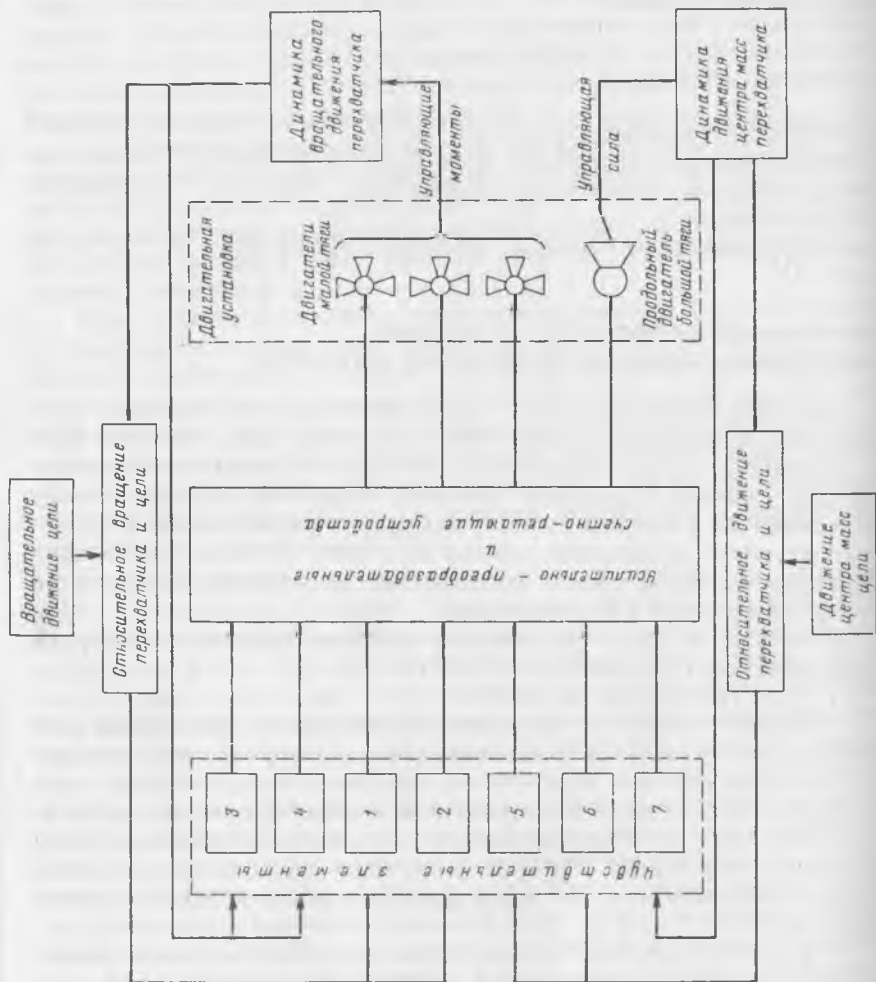 Вращательное
движение цели
Относительное вращение
перехватчика и цели
Динамика
вращательного
движения
перехватчика
Управляющие
моменты
Двигательная
установка
Двигатели
малой тяги
Продольный
двигатель
большой тяги
Управляющая
сила
Динамика
движения
центра масс
перехватчика
Усилительно - преобразовательные
и
счетно-решающие устройства
Чувствительные элементы
3
4
1
2
5
6
7
Относительное движение
перехватчика и цели
Движение
центра масс
цели